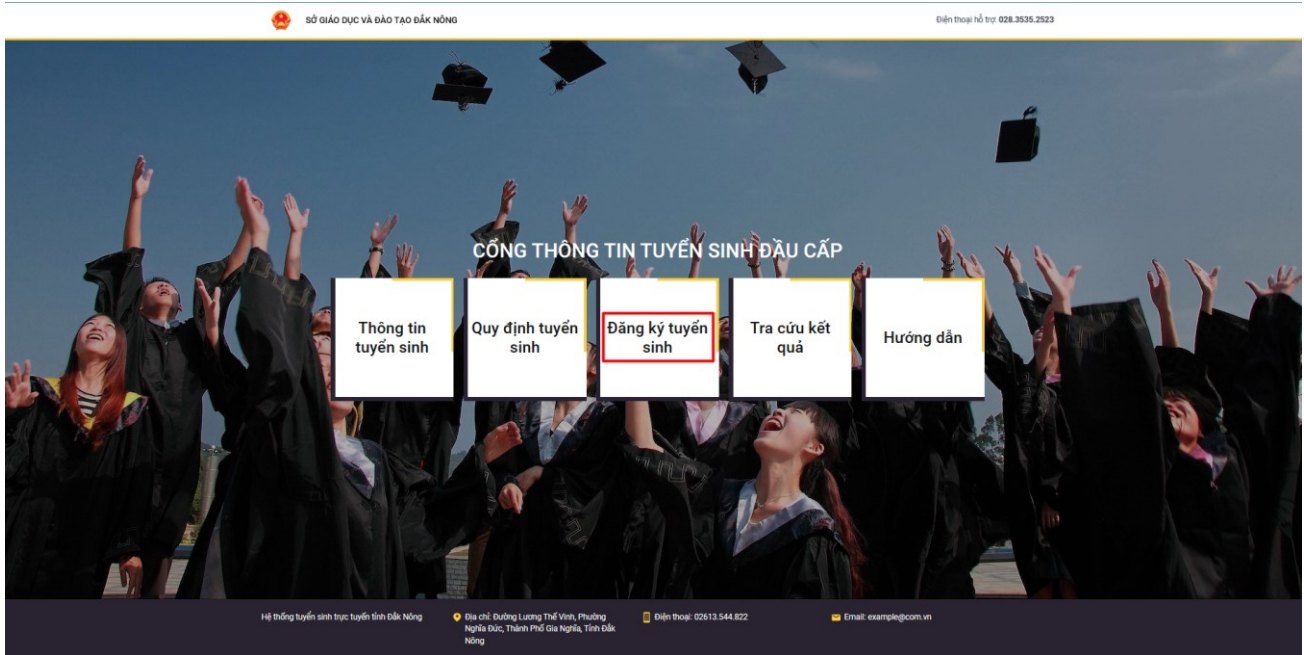 SỞ GIÁO DỤC VÀ ĐÀO TẠO ĐẮK NÔNG
Điện thoại hỗ trợ: 028.3535.2523
CỔNG THÔNG TIN TUYỂN SINH ĐẦU CẤP
Thông tin
tuyển sinh
Quy định tuyển
sinh
Đăng ký tuyển
sinh
Tra cứu kết
quả
Hướng dẫn
Hệ thống tuyển sinh trực tuyến tỉnh Đắk Nông
Địa chỉ: Đường Lương Thế Vinh, Phường
Nghĩa Đức, Thành Phố Gia Nghĩa, Tỉnh Đắk
Nông
Điện thoại: 02613.544.822
Email: example@com.vn